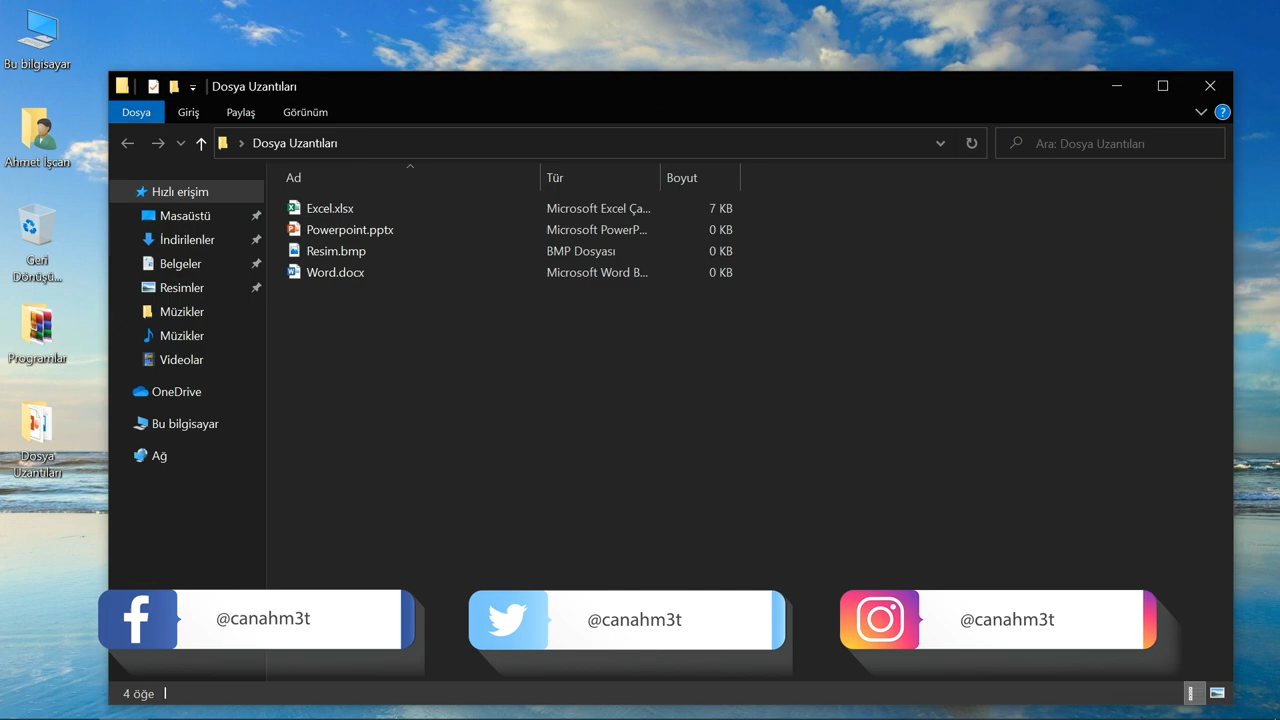 Bu bilgisayar
Ahmet İşcan
Geri
Dönüşü...
Programlar
Dosya
Uzantıları
Dosya Uzantıları
Dosya
Giriş
Paylaş
Görünüm
?
Dosya Uzantıları
Ara: Dosya Uzantıları
Hızlı erişim
Masaüstü
İndirilenler
Belgeler
Resimler
Müzikler
Müzikler
Videolar
OneDrive
Bu bilgisayar
Ağ
Ad Tür Boyut
Excel.xlsx Microsoft Excel Ça... 7 KB
Powerpoint.pptx Microsoft PowerP... 0 KB
Resim.bmp BMP Dosyası 0 KB
Word.docx Microsoft Word B... 0 KB
@canahm3t
@canahm3t
@canahm3t
4 öğe